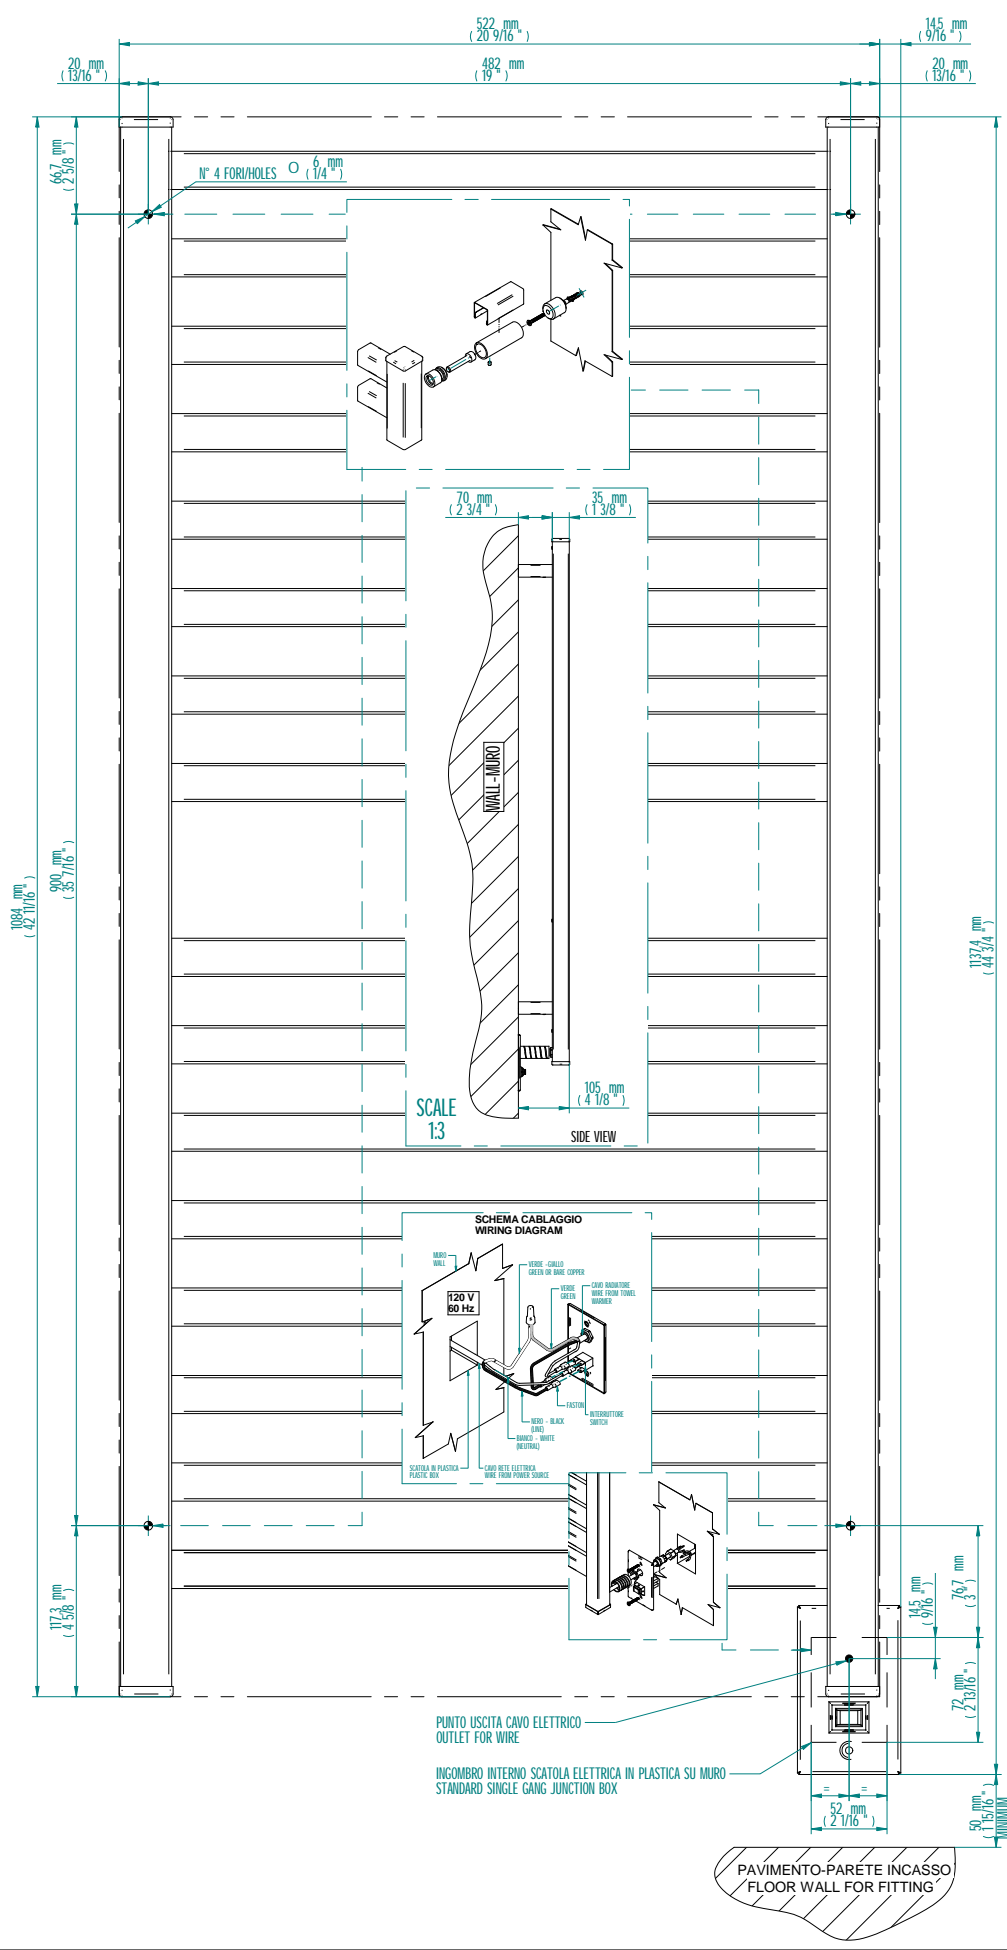 522 mm
( 20 9/16 " )
14.5 mm
( 9/16 " )
20 mm
( 13/16 " )
482 mm
( 19 " )
20 mm
( 13/16 " )
66.7 mm
( 2 5/8 " )
N° 4 FORI/HOLES O 6 mm
( 1/4 " )
70 mm
( 2 3/4 " )
35 mm
( 1 3/8 " )
WALL-MURO
1084 mm
( 42 11/16 " )
900 mm
( 35 7/16 " )
1137.4 mm
( 44 3/4 " )
105 mm
( 4 1/8 " )
SCALE
1:3
SIDE VIEW
SCHEMA CABLAGGIO
WIRING DIAGRAM
MURO
WALL
VERDE -GIALLO
GREEN OR BARE COPPER
VERDE
GREEN
CAVO RADIATORE
WIRE FROM TOWEL
WARMER
120 V
60 Hz
FASTON
INTERRUTTORE
SWITCH
NERO - BLACK
(LINE)
BIANCO - WHITE
(NEUTRAL)
SCATOLA IN PLASTICA
PLASTIC BOX
CAVO RETE ELETTRICA
WIRE FROM POWER SOURCE
117.3 mm
( 4 5/8 " )
14.5 mm
( 9/16 " )
76.7 mm
( 3 " )
72 mm
( 2 13/16 " )
PUNTO USCITA CAVO ELETTRICO
OUTLET FOR WIRE
INGOMBRO INTERNO SCATOLA ELETTRICA IN PLASTICA SU MURO
STANDARD SINGLE GANG JUNCTION BOX
= =
52 mm
( 2 1/16 " )
50 mm
( 1 15/16 " )
MINIMUM
PAVIMENTO-PARETE INCASSO
FLOOR WALL FOR FITTING